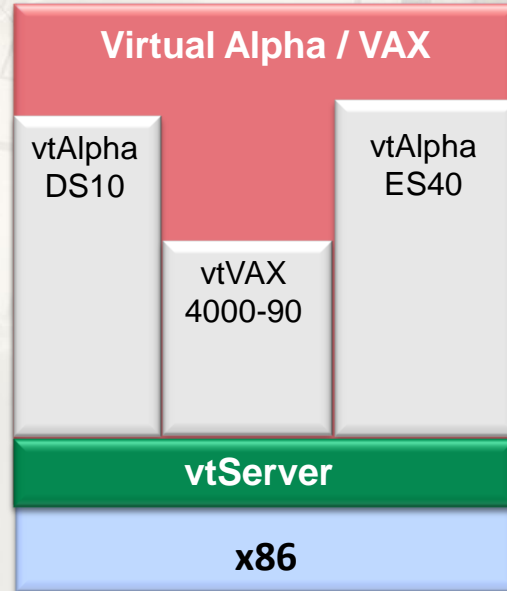 Virtual Alpha / VAX
vtAlpha
DS10
vtAlpha
ES40
vtVAX
4000-90
vtServer
x86